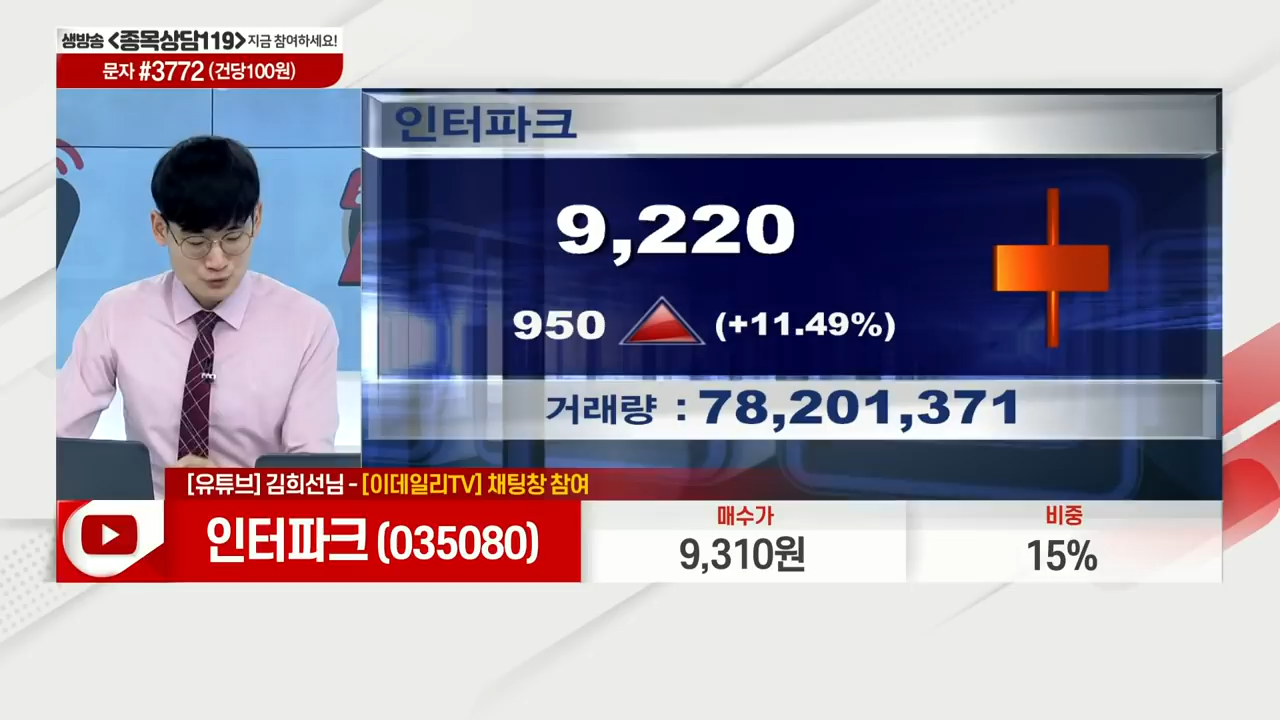 생방송 <종목상담119> 지금 참여하세요!
문자 #3772 (건당100원)
인터파크
9,220
950 (+11.49%)
거래량 : 78,201,371
[유튜브] 김희선님 - [이데일리TV] 채팅창 참여
인터파크 (035080)
매수가
9,310원
비중
15%